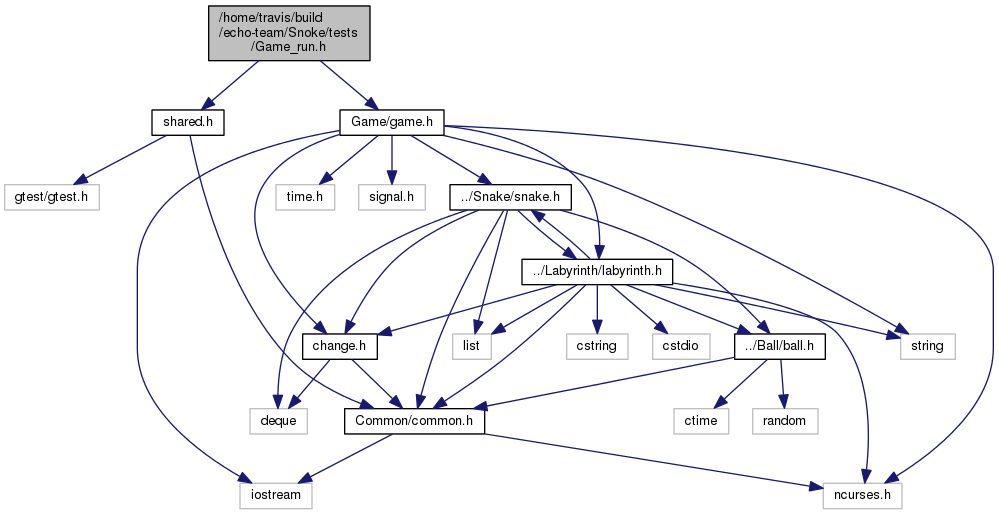 /home/travis/build
/echo-team/Snoke/tests
/Game_run.h
shared.h
Game/game.h
gtest/gtest.h
time.h
signal.h
../Snake/snake.h
../Labyrinth/labyrinth.h
change.h
list
cstring
cstdio
../Ball/ball.h
string
deque
Common/common.h
ctime
random
iostream
ncurses.h